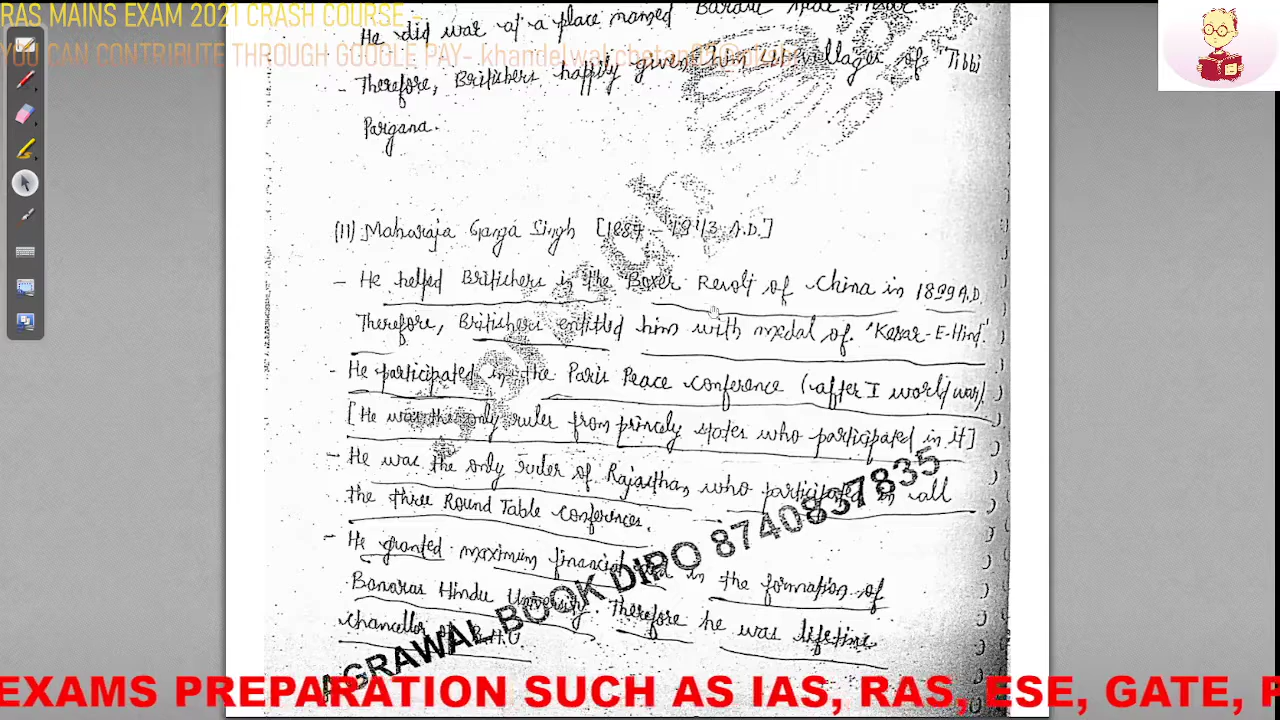 RAS MAINS EXAM 2021 CRASH COURSE -
YOU CAN CONTRIBUTE THROUGH GOOGLE PAY- khandelwal
He did war at a place named
- Therefore, Britishers happily given him villages of Tibbi
Pargana.
(11) Maharaja Ganga Singh [1887 - 1943 A.D.]
- He helped Britishers in the Boxer Revolt of China in 1899 A.D.
Therefore, Britishers entitled him with medal of 'Kesar-E-Hind'
- He participated in the Paris Peace conference (after I world war)
[He was the only ruler from princely states who participated in it]
- He was the only ruler of Rajasthan, who participated in all
the three Round Table conferences.
- He granted maximum financial aid in the formation of
Banaras Hindu University. Therefore he was lifetime
chancellor of B.H.U
AGRAWAL BOOK DIPO 8740837835
EXAMS PREPARATION SUCH AS IAS, RAS, ESE, GATE,